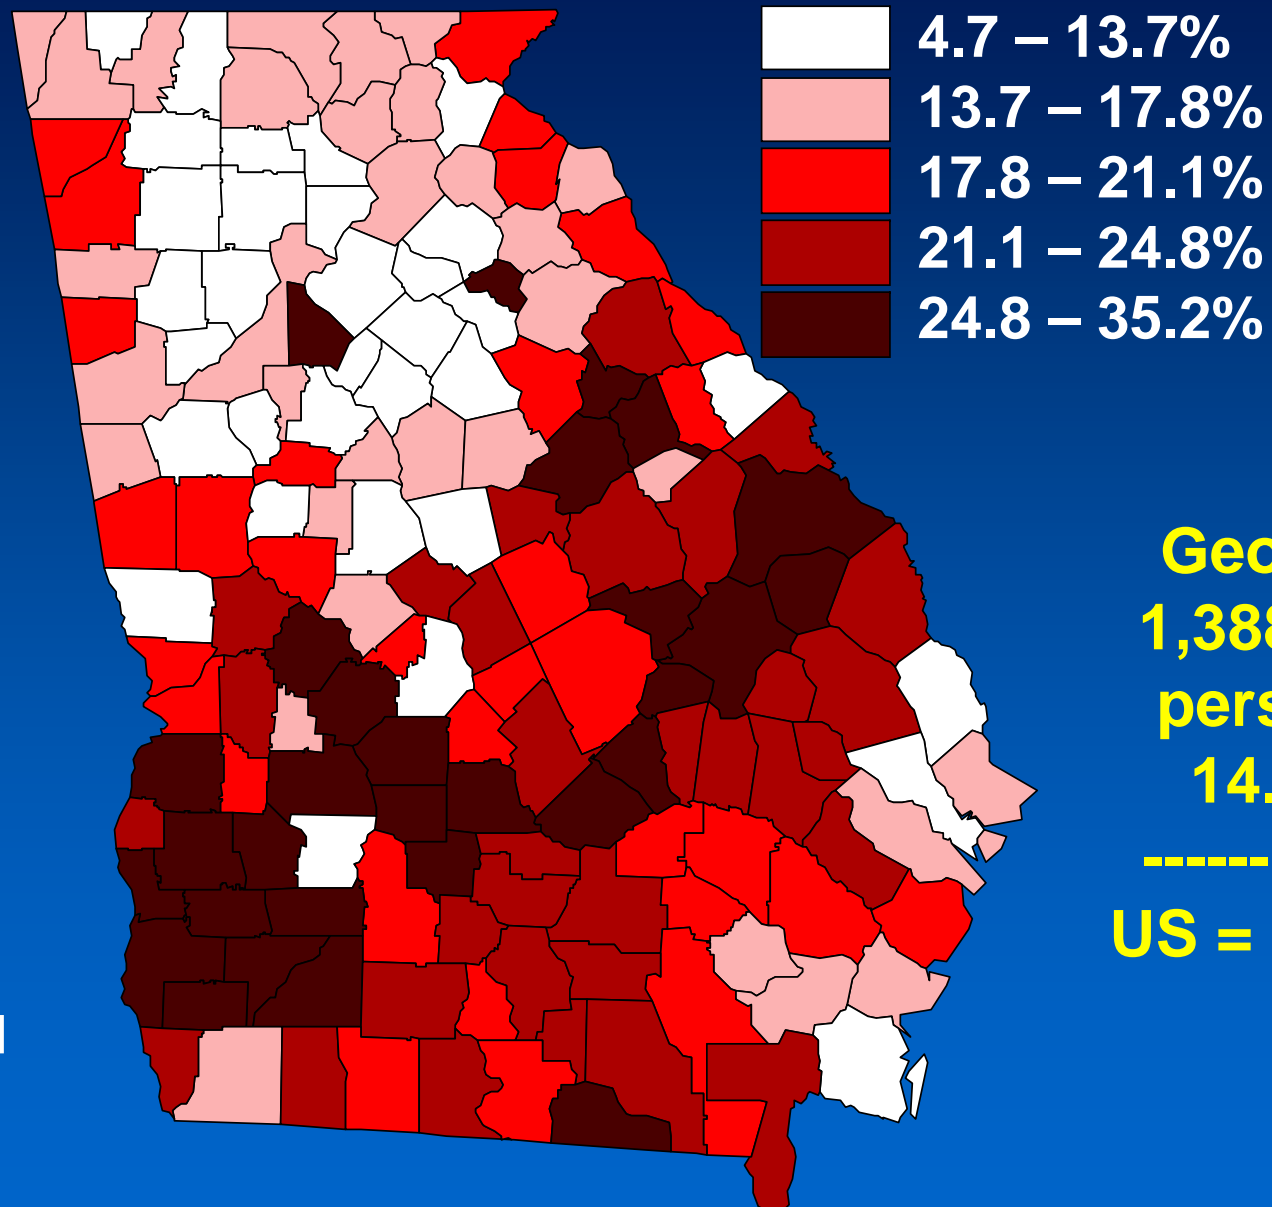 4.7 – 13.7%
13.7 – 17.8%
17.8 – 21.1%
21.1 – 24.8%
24.8 – 35.2%
14.
------
US =